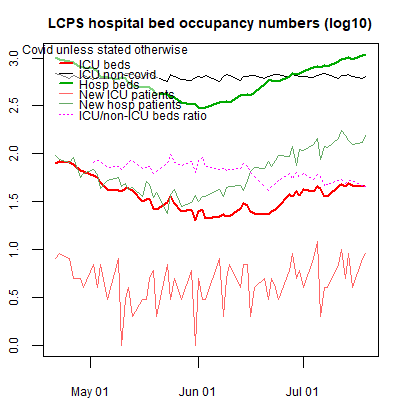 LCPS hospital bed occupancy numbers (log10)
Covid unless stated otherwise
ICU beds
ICU non-covid
Hosp beds
New ICU patients
New hosp patients
ICU/non-ICU beds ratio
3.0
2.5
2.0
1.5
1.0
0.5
0.0
May 01 Jun 01 Jul 01